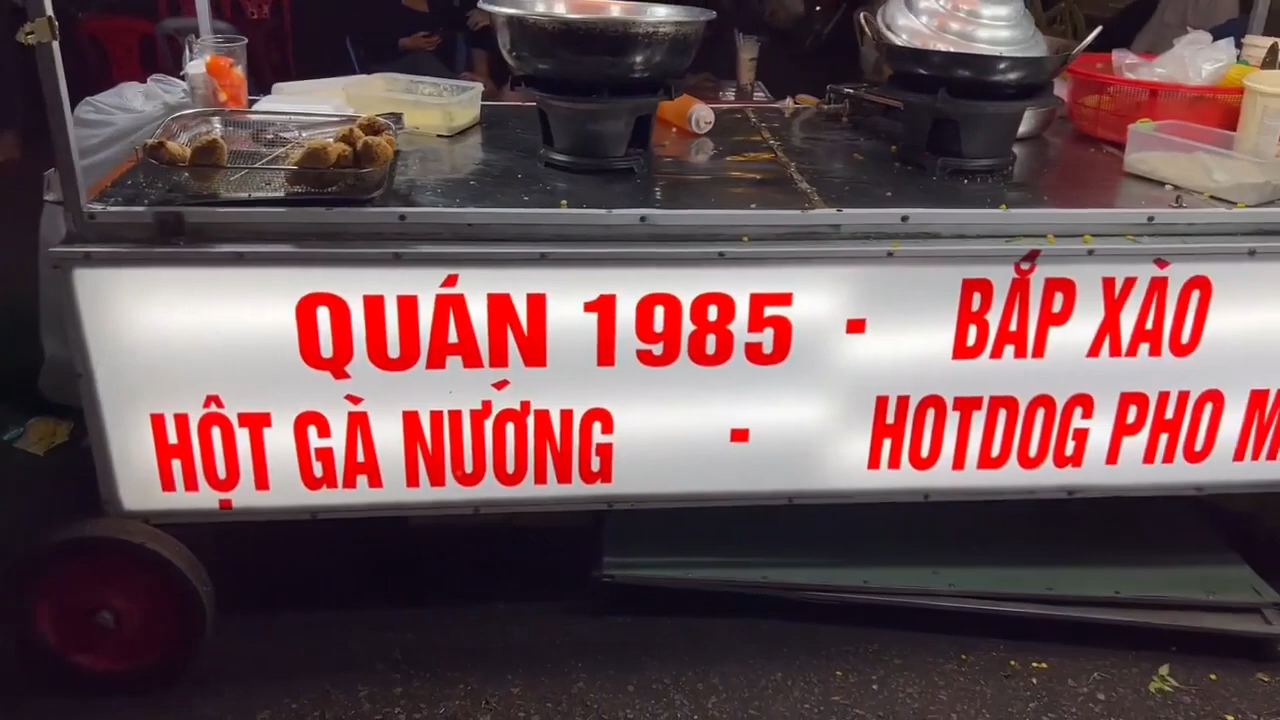 QUÁN 1985 - BẮP XÀO
HỘT GÀ NƯỚNG - HOTDOG PHO